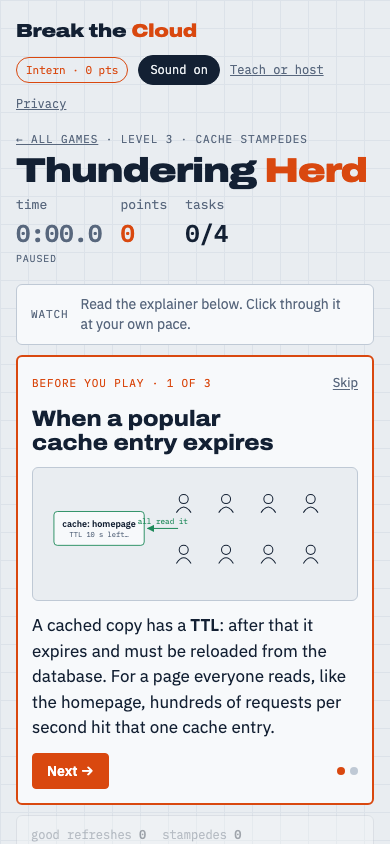 Break the Cloud
Intern · 0 pts
Sound on
Teach or host
Privacy
← ALL GAMES · LEVEL 3 · CACHE STAMPEDES
Thundering Herd
time points tasks
0:00.0 0 0/4
PAUSED
WATCH
Read the explainer below. Click through it
at your own pace.
BEFORE YOU PLAY · 1 OF 3
Skip
When a popular
cache entry expires
cache: homepage
TTL 10 s left…
all read it
A cached copy has a TTL: after that it
expires and must be reloaded from the
database. For a page everyone reads, like
the homepage, hundreds of requests per
second hit that one cache entry.
Next →
good refreshes 0 stampedes 0